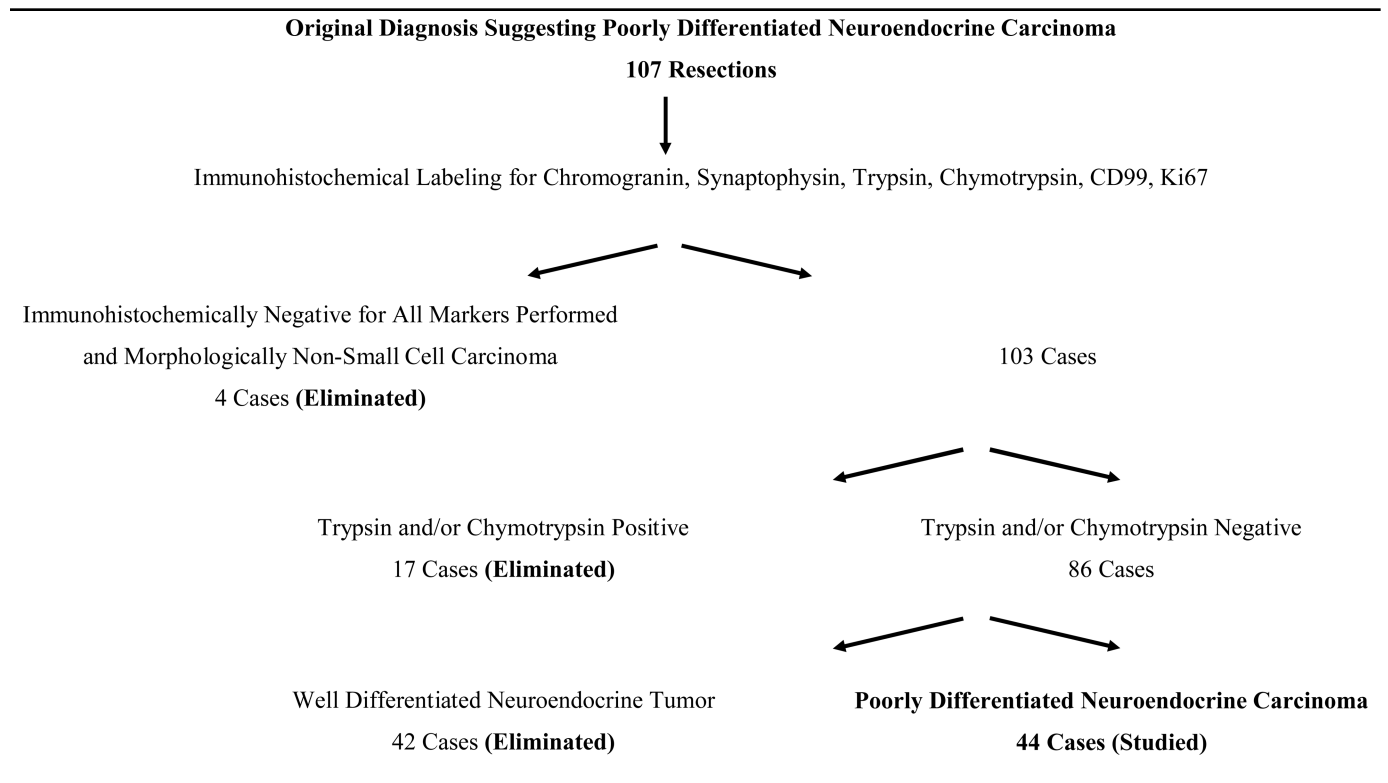 Original Diagnosis Suggesting Poorly Differentiated Neuroendocrine Carcinoma
107 Resections
Immunohistochemical Labeling for Chromogranin, Synaptophysin, Trypsin, Chymotrypsin, CD99, Ki67
Immunohistochemically Negative for All Markers Performed
and Morphologically Non-Small Cell Carcinoma
4 Cases (Eliminated)
103 Cases
Trypsin and/or Chymotrypsin Positive
17 Cases (Eliminated)
Trypsin and/or Chymotrypsin Negative
86 Cases
Well Differentiated Neuroendocrine Tumor
42 Cases (Eliminated)
Poorly Differentiated Neuroendocrine Carcinoma
44 Cases (Studied)